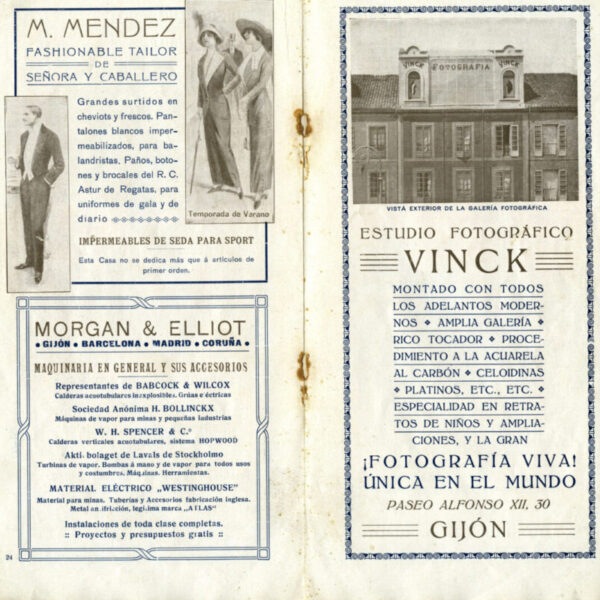 M. MENDEZ
FASHIONABLE TAILOR
DE
SEÑORA Y CABALLERO
Grandes surtidos en
cheviots y frescos. Pan-
talones blancos imper-
meabilizados, para ba-
landristas. Paños, boto-
nes y brocales del R. C.
Astur de Regatas, para
uniformes de gala y de
diario
Temporada de Varano
IMPERMEABLES DE SEDA PARA SPORT
Esta Casa no se dedica más que á artículos de
primer orden.
MORGAN & ELLIOT
• GIJÓN • BARCELONA • MADRID • CORUÑA •
MAQUINARIA EN GENERAL Y SUS ACCESORIOS
Representantes de BABCOCK & WILCOX
Calderas acuotubulares inexplosibles. Grúas eléctricas
Sociedad Anónima H. BOLLINCKX
Máquinas de vapor para minas y pequeñas industrias
W. H. SPENCER & C.º
Calderas verticales acuotubulares, sistema HOPWOOD
Akti. bolaget de Lavals de Stockholmo
Turbinas de vapor. Bombas á mano y de vapor para todos usos
y costumbres. Máquinas. Herramientas.
MATERIAL ELÉCTRICO „WESTINGHOUSE"
Material para minas. Tuberías y Accesorios fabricación inglesa.
Metal antifricción, legítima marca „ATLAS"
Instalaciones de toda clase completas.
:: Proyectos y presupuestos gratis ::
24
VINCK FOTOGRAFIA VINCK
VISTA EXTERIOR DE LA GALERÍA FOTOGRÁFICA
ESTUDIO FOTOGRÁFICO
VINCK
MONTADO CON TODOS
LOS ADELANTOS MODER-
NOS ❖ AMPLIA GALERÍA ❖
RICO TOCADOR ❖ PROCE-
DIMIENTO A LA ACUARELA
AL CARBÓN ❖ CELOIDINAS
❖ PLATINOS, ETC., ETC. ❖
ESPECIALIDAD EN RETRA-
TOS DE NIÑOS Y AMPLIA-
CIONES, Y LA GRAN
¡FOTOGRAFÍA VIVA!
ÚNICA EN EL MUNDO
PASEO ALFONSO XII, 30
GIJÓN